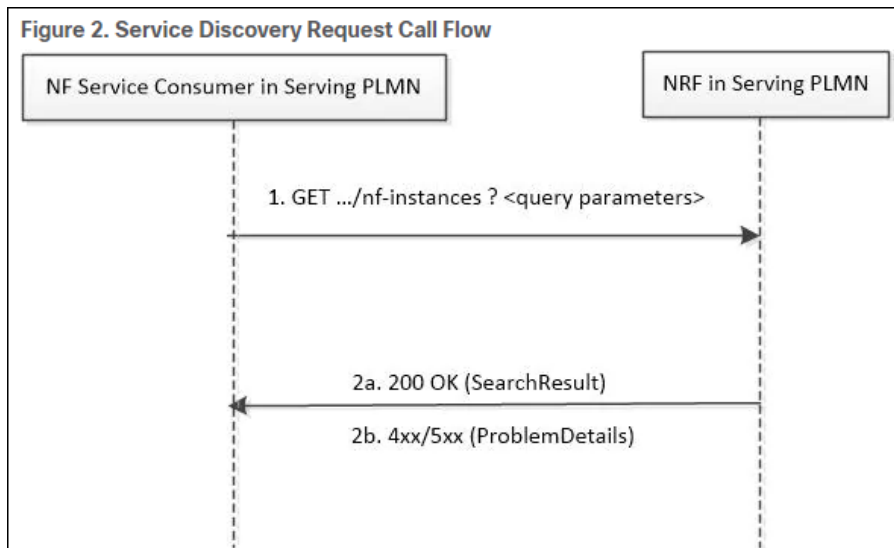 Figure 2. Service Discovery Request Call Flow
NF Service Consumer in Serving PLMN
NRF in Serving PLMN
1. GET .../nf-instances ? <query parameters>
2a. 200 OK (SearchResult)
2b. 4xx/5xx (ProblemDetails)